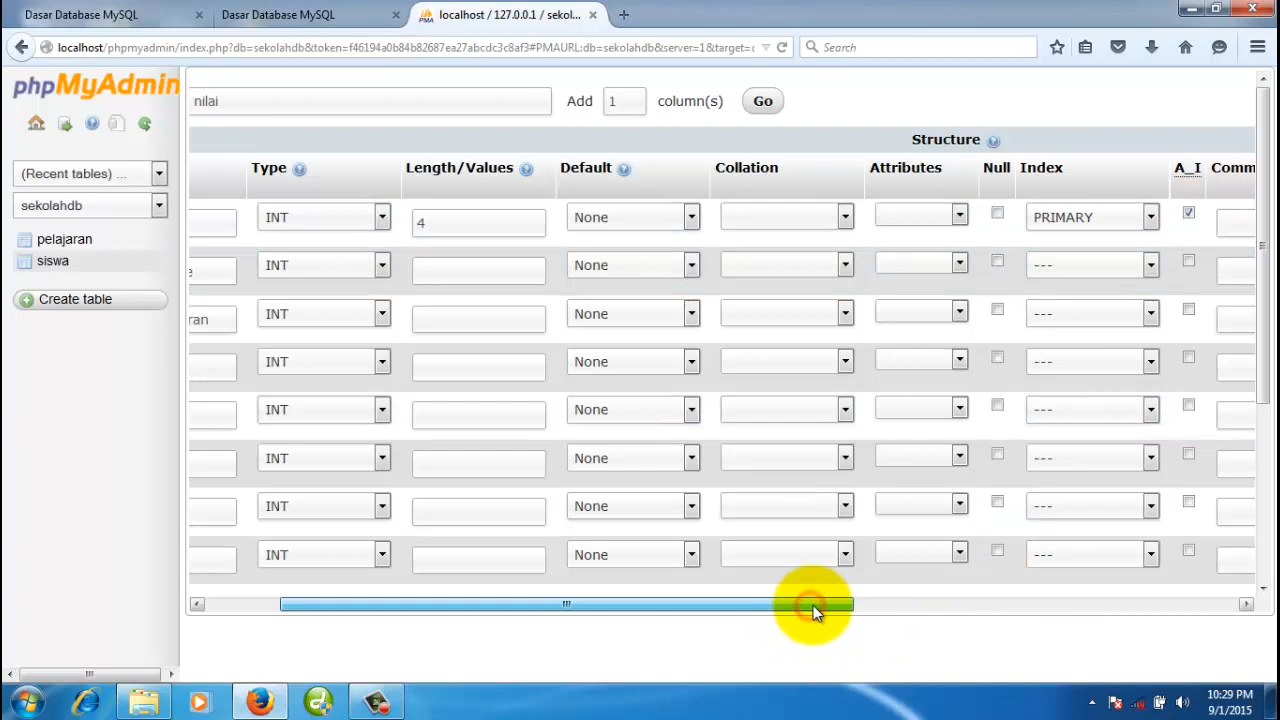 Dasar Database MySQL
Dasar Database MySQL
localhost / 127.0.0.1 / sekol...
localhost/phpmyadmin/index.php?db=sekolahdb&token=f46194a0b84b82687ea27abcdc3c8af3#PMAURL:db=sekolahdb&server=1&target=
Search
phpMyAdmin
(Recent tables) ...
sekolahdb
pelajaran
siswa
Create table
nilai
Add 1 column(s) Go
Structure
Type Length/Values Default Collation Attributes Null Index A_I Comm
INT 4 None PRIMARY
e INT None ---
ran INT None ---
INT None ---
INT None ---
INT None ---
INT None ---
INT None ---
10:29 PM
9/1/2015